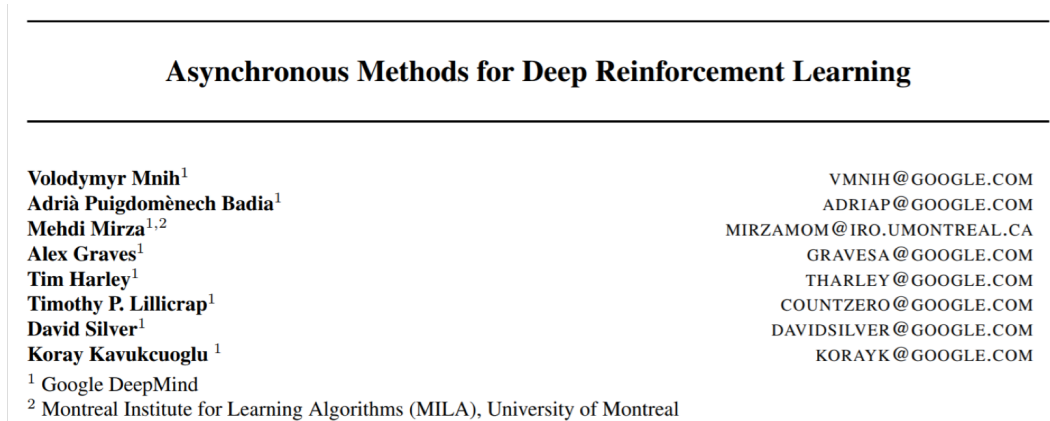 Asynchronous Methods for Deep Reinforcement Learning
Volodymyr Mnih¹ VMNIH@GOOGLE.COM
Adrià Puigdomènech Badia¹ ADRIAP@GOOGLE.COM
Mehdi Mirza¹,² MIRZAMOM@IRO.UMONTREAL.CA
Alex Graves¹ GRAVESA@GOOGLE.COM
Tim Harley¹ THARLEY@GOOGLE.COM
Timothy P. Lillicrap¹ COUNTZERO@GOOGLE.COM
David Silver¹ DAVIDSILVER@GOOGLE.COM
Koray Kavukcuoglu ¹ KORAYK@GOOGLE.COM
¹ Google DeepMind
² Montreal Institute for Learning Algorithms (MILA), University of Montreal